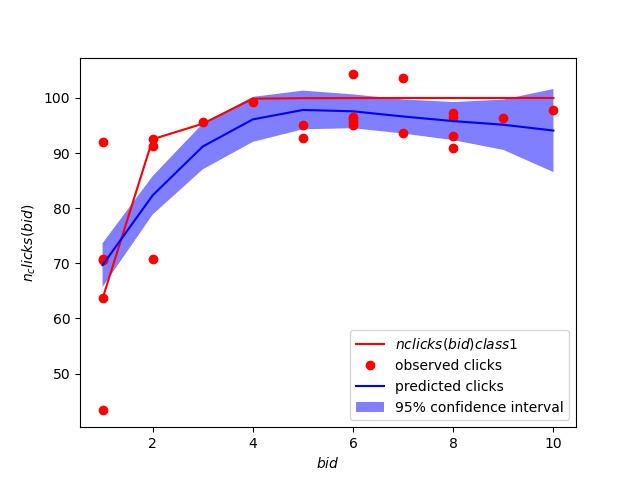 100
90
80
70
60
50
n_clicks(bid)
nclicks(bid)class1
observed clicks
predicted clicks
95% confidence interval
2
4
6
8
10
bid